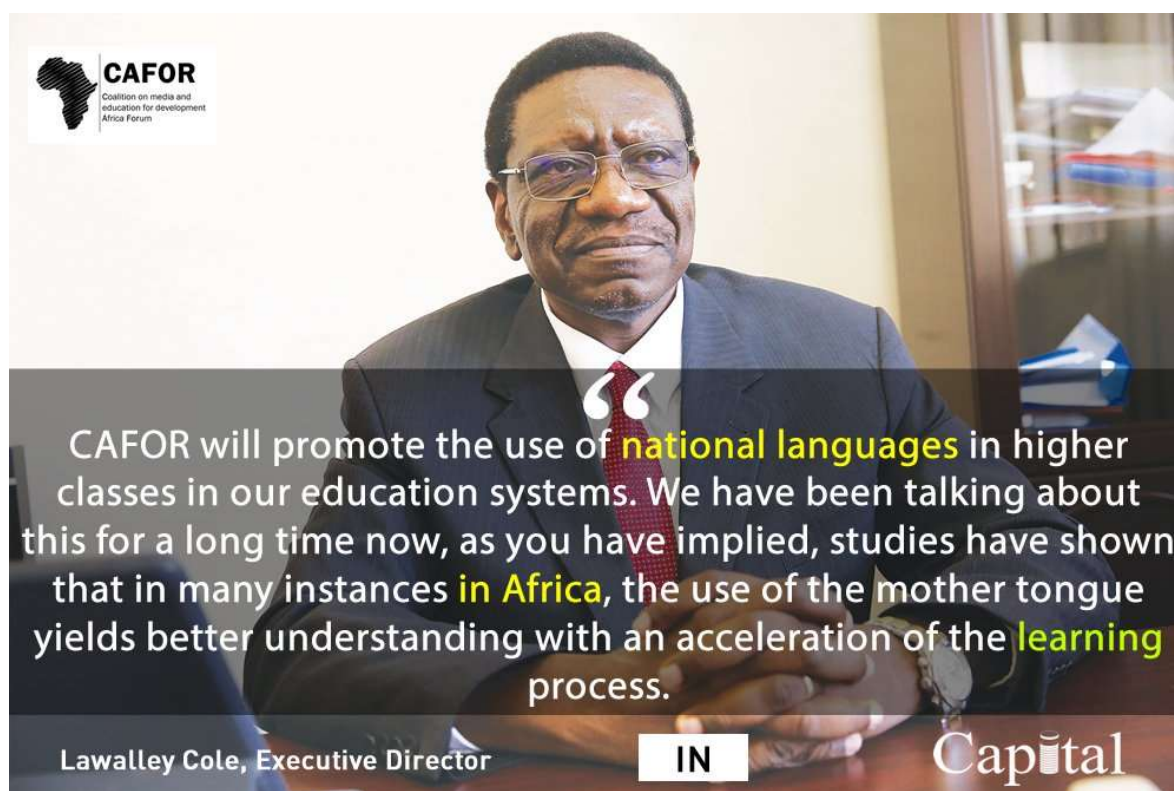 CAFOR
Coalition on media and
education for development
Africa Forum
“
CAFOR will promote the use of national languages in higher
classes in our education systems. We have been talking about
this for a long time now, as you have implied, studies have shown
that in many instances in Africa, the use of the mother tongue
yields better understanding with an acceleration of the learning
process.
Lawalley Cole, Executive Director
IN
Capital